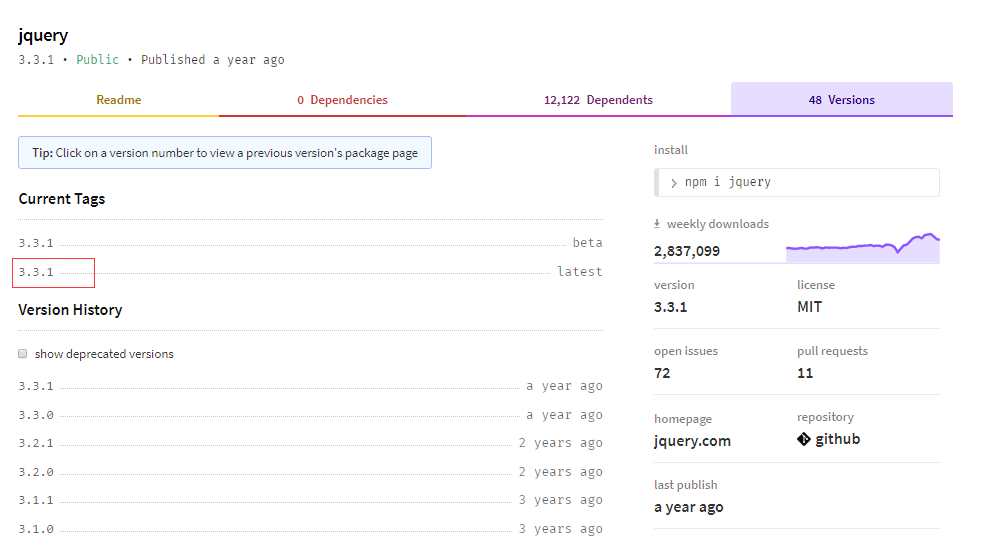 jquery
3.3.1 • Public • Published a year ago
Readme
0 Dependencies
12,122 Dependents
48 Versions
Tip: Click on a version number to view a previous version's package page
Current Tags
3.3.1 beta
3.3.1 latest
Version History
show deprecated versions
3.3.1 a year ago
3.3.0 a year ago
3.2.1 2 years ago
3.2.0 2 years ago
3.1.1 3 years ago
3.1.0 3 years ago
install
> npm i jquery
weekly downloads
2,837,099
version license
3.3.1 MIT
open issues pull requests
72 11
homepage repository
jquery.com github
last publish
a year ago